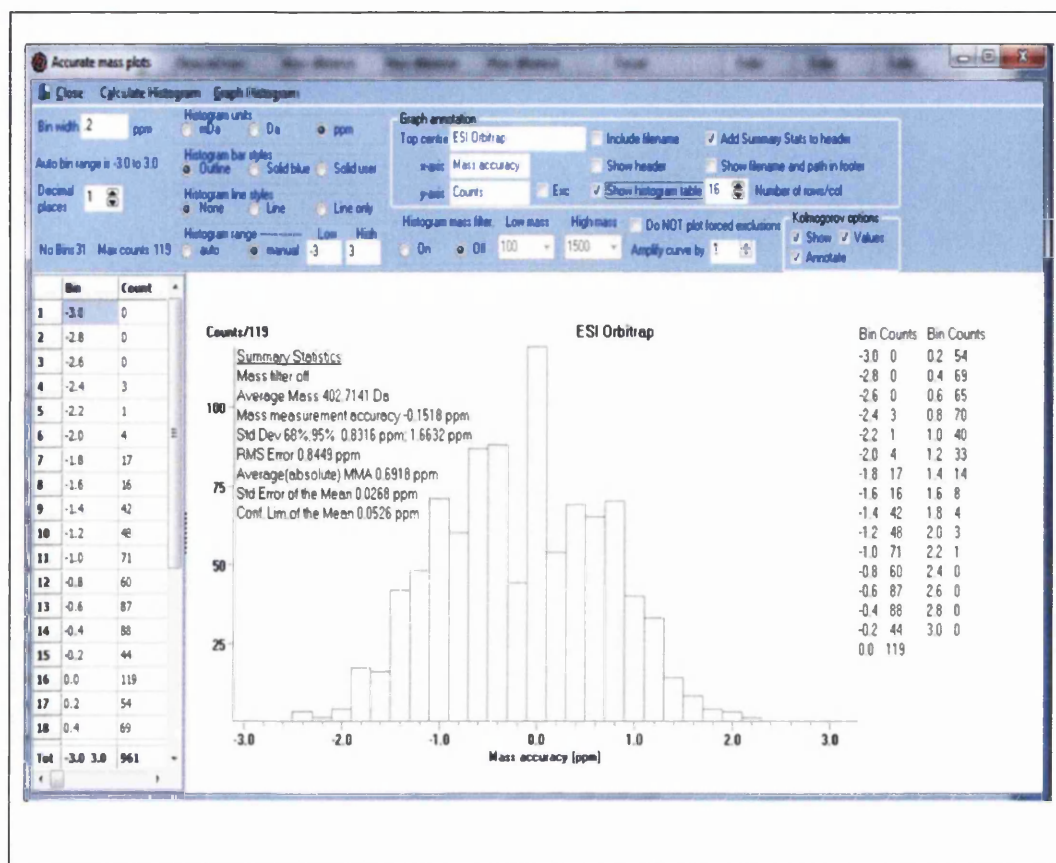 Accurate mass plots
Close Calculate Histogram Graph Histogram
Bin width 2 ppm
Auto bin range is -3.0 to 3.0
Decimal places 1
No Bins 31 Max counts 119
Histogram units
mDa Da ppm
Histogram bar styles
Outline Solid blue Solid user
Histogram line styles
None Line Line only
Histogram range Low High
auto manual -3 3
Graph annotation
Top centre ESI Orbitrap Include filename Add Summary Stats to header
x-axis Mass accuracy Show header Show filename and path in footer
y-axis Counts Exc Show histogram table 16 Number of rows/col
Histogram mass filter. Low mass High mass Do NOT plot forced exclusions
On Off 100 1500 Amplify curve by 1
Kolmogorov options
Show Values
Annotate
Bin Count
1 -3.0 0
2 -2.8 0
3 -2.6 0
4 -2.4 3
5 -2.2 1
6 -2.0 4
7 -1.8 17
8 -1.6 16
9 -1.4 42
10 -1.2 48
11 -1.0 71
12 -0.8 60
13 -0.6 87
14 -0.4 88
15 -0.2 44
16 0.0 119
17 0.2 54
18 0.4 69
Tot -3.0 3.0 961
Counts/119
ESI Orbitrap
Summary Statistics
Mass filter off
Average Mass 402.7141 Da
Mass measurement accuracy -0.1518 ppm
Std Dev 68%,95% 0.8316 ppm; 1.6632 ppm
RMS Error 0.8449 ppm
Average(absolute) MMA 0.6918 ppm
Std Error of the Mean 0.0268 ppm
Conf. Lim. of the Mean 0.0526 ppm
100
75
50
25
-3.0 -2.0 -1.0 0.0 1.0 2.0 3.0
Mass accuracy [ppm]
Bin Counts Bin Counts
-3.0 0 0.2 54
-2.8 0 0.4 69
-2.6 0 0.6 65
-2.4 3 0.8 70
-2.2 1 1.0 40
-2.0 4 1.2 33
-1.8 17 1.4 14
-1.6 16 1.6 8
-1.4 42 1.8 4
-1.2 48 2.0 3
-1.0 71 2.2 1
-0.8 60 2.4 0
-0.6 87 2.6 0
-0.4 88 2.8 0
-0.2 44 3.0 0
0.0 119